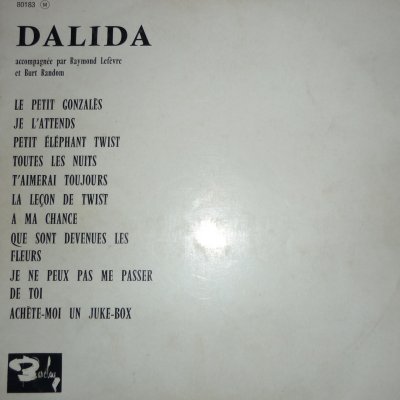 80183 M
DALIDA
accompagnée par Raymond Lefèvre
et Burt Random
LE PETIT GONZALÈS
JE L'ATTENDS
PETIT ÉLÉPHANT TWIST
TOUTES LES NUITS
T'AIMERAI TOUJOURS
LA LEÇON DE TWIST
A MA CHANCE
QUE SONT DEVENUES LES
FLEURS
JE NE PEUX PAS ME PASSER
DE TOI
ACHÈTE-MOI UN JUKE-BOX
Barclay